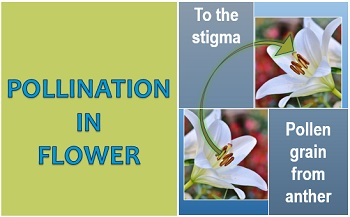 POLLINATION
IN
FLOWER
To the
stigma
Pollen
grain
from
anther